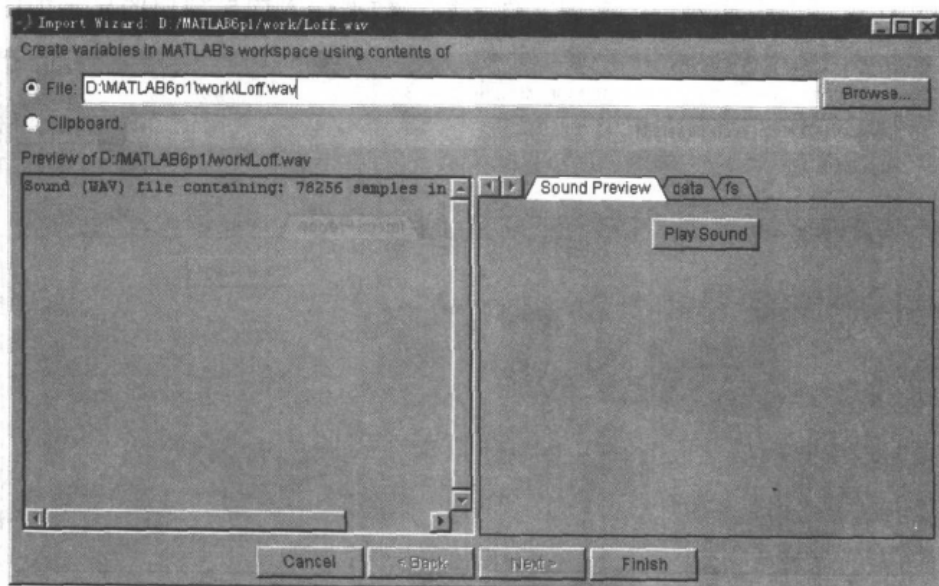 Import Wizard: D:/MATLAB6p1/work/Loff.wav
Create variables in MATLAB's workspace using contents of
File: D:\MATLAB6p1\work\Loff.wav Browse...
Clipboard.
Preview of D:/MATLAB6p1/work/Loff.wav
Sound (WAV) file containing: 78256 samples in
Sound Preview data fs
Play Sound
Cancel < Back Next > Finish